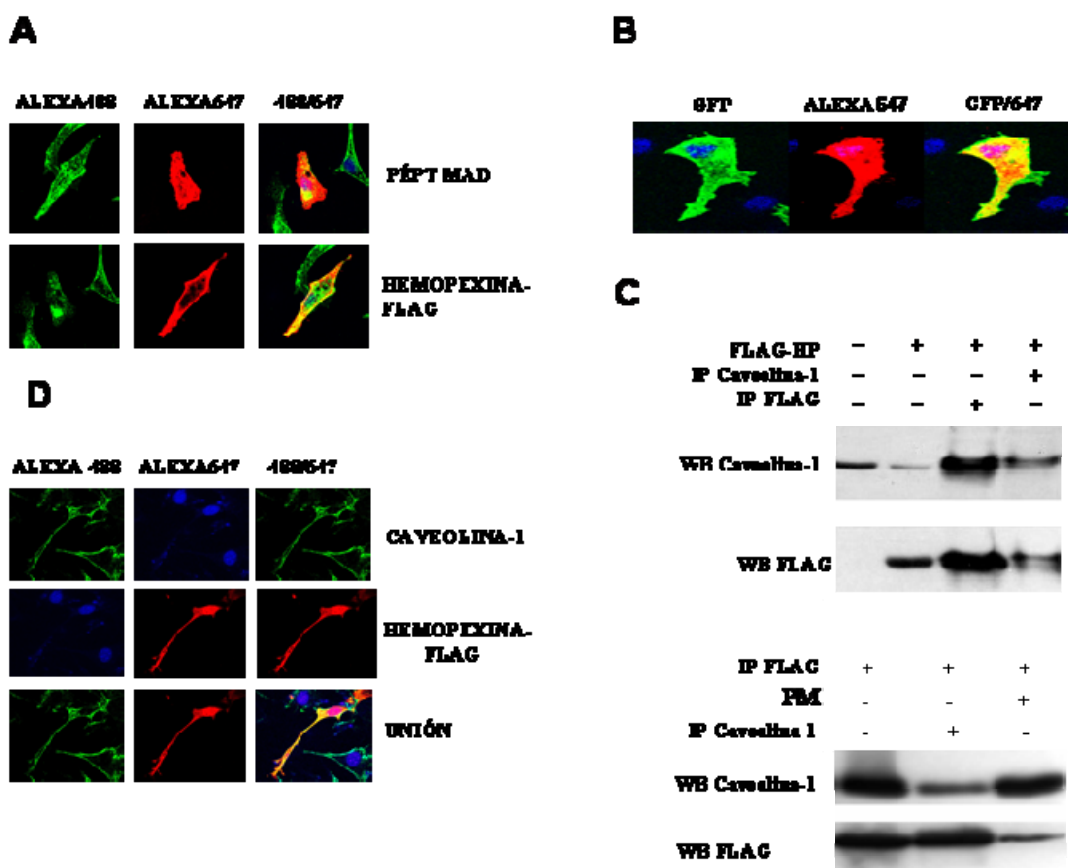 A
ALEXA488
ALEXA647
488/647
PÉPT MAD
HEMOPEXINA-
FLAG
B
GFP
ALEXA 647
GFP/647
C
FLAG-HP − + + +
IP Caveolina-1 − − − +
IP FLAG − − + −
WB Caveolina-1
WB FLAG
IP FLAG + + +
PM - - +
IP Caveolina 1 - + -
WB Caveolina-1
WB FLAG
D
ALEXA 488
ALEXA647
488/647
CAVEOLINA-1
HEMOPEXINA-
FLAG
UNIÓN